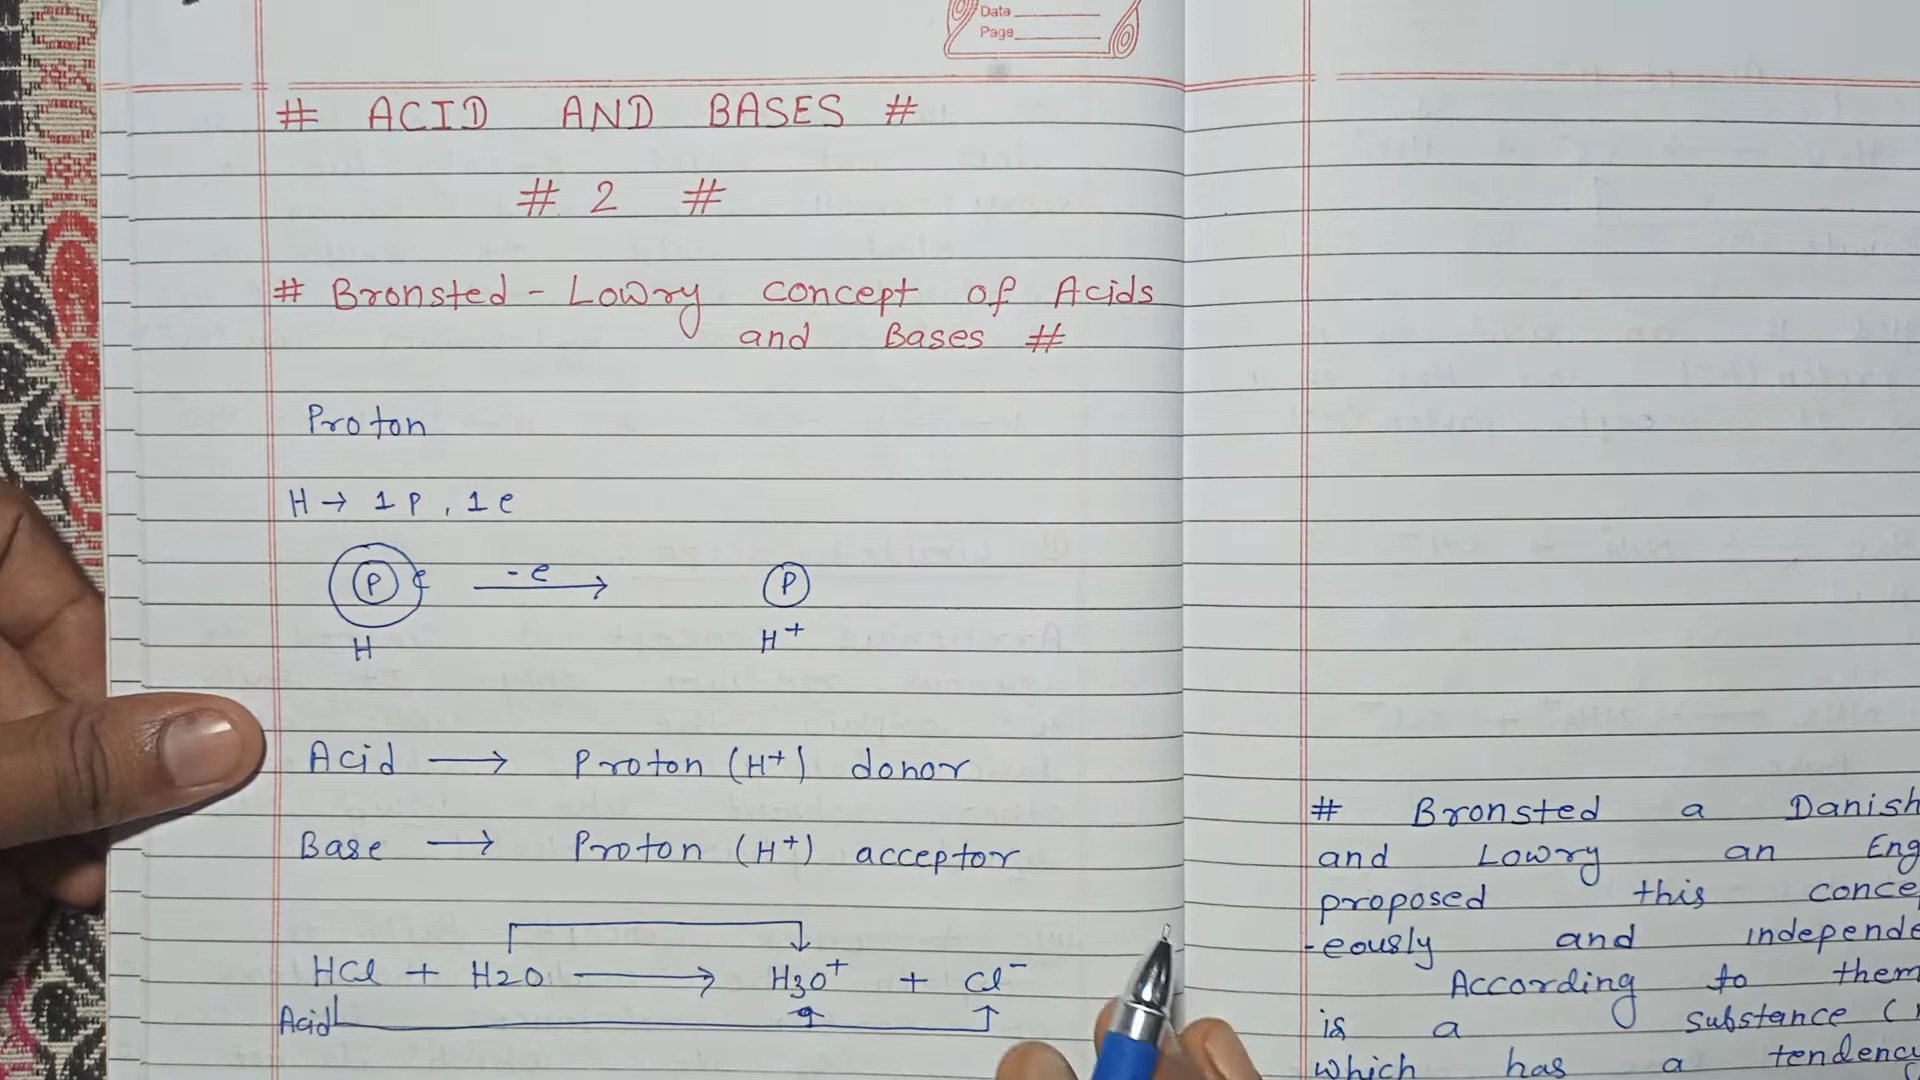 Date
Page
# ACID AND BASES #
# 2 #
# Bronsted - Lowry concept of Acids
and Bases #
Proton
H → 1 P, 1 e
P e - e → P
H H+
Acid → Proton (H+) donor
Base → Proton (H+) acceptor
HCl + H2O → H3O+ + Cl-
Acid
# Bronsted a Danish
and Lowry an Eng
proposed this conce
-eously and independe
According to them
is a substance (
which has a tendency